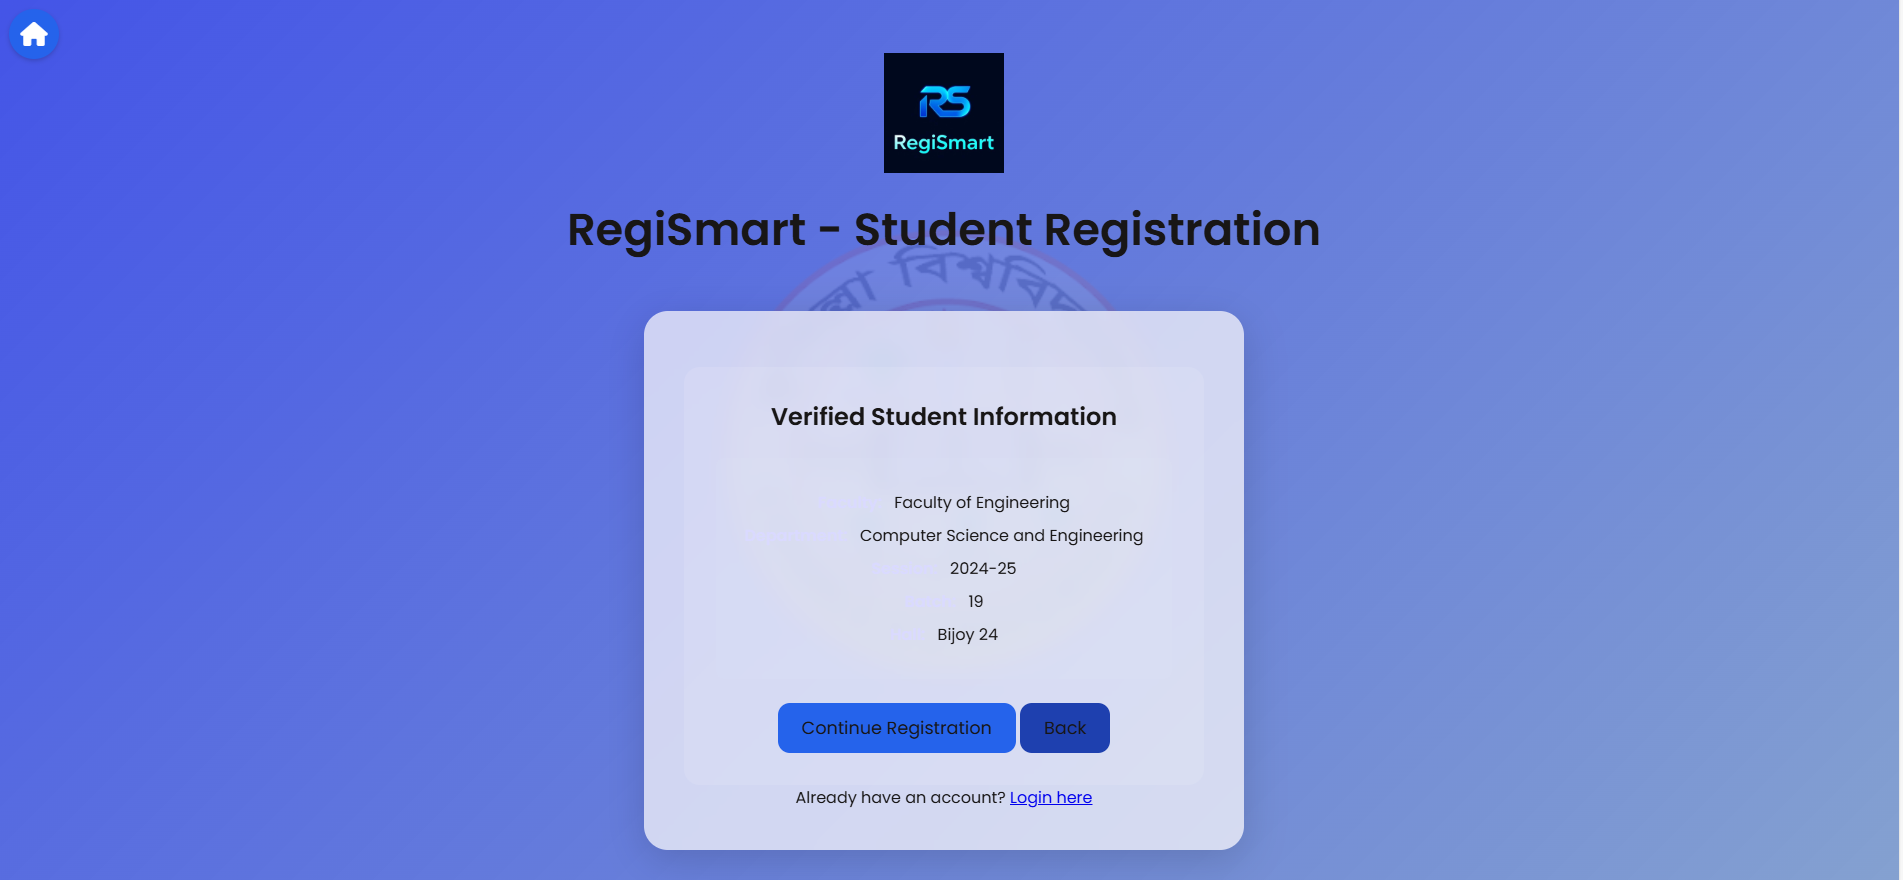 RS
RegiSmart
RegiSmart - Student Registration
Verified Student Information
Faculty of Engineering
Computer Science and Engineering
2024-25
19
Bijoy 24
Continue Registration
Back
Already have an account? Login here